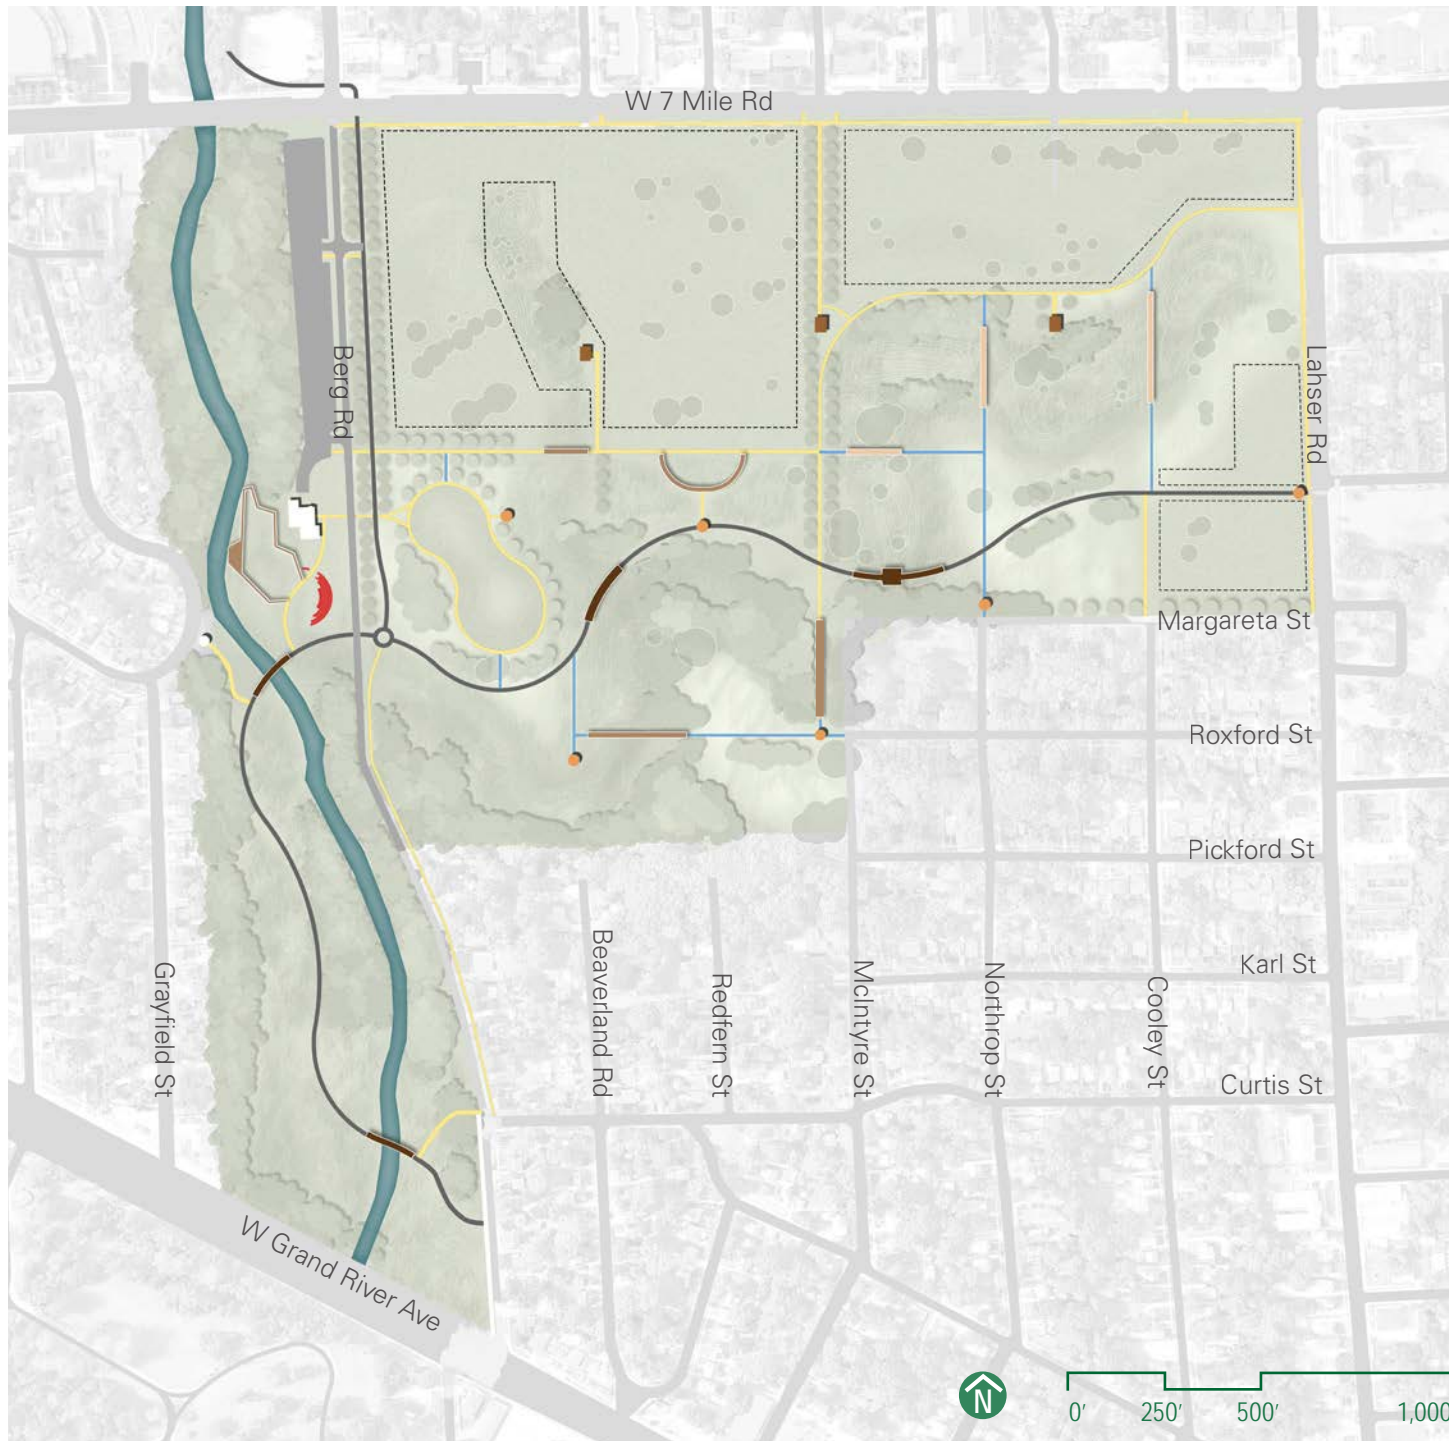 W 7 Mile Rd
Berg Rd
Lahser Rd
Margareta St
Roxford St
Pickford St
Karl St
Curtis St
Grayfield St
Beaverland Rd
Redfern St
McIntyre St
Northrop St
Cooley St
W Grand River Ave
N
0' 250' 500' 1,000